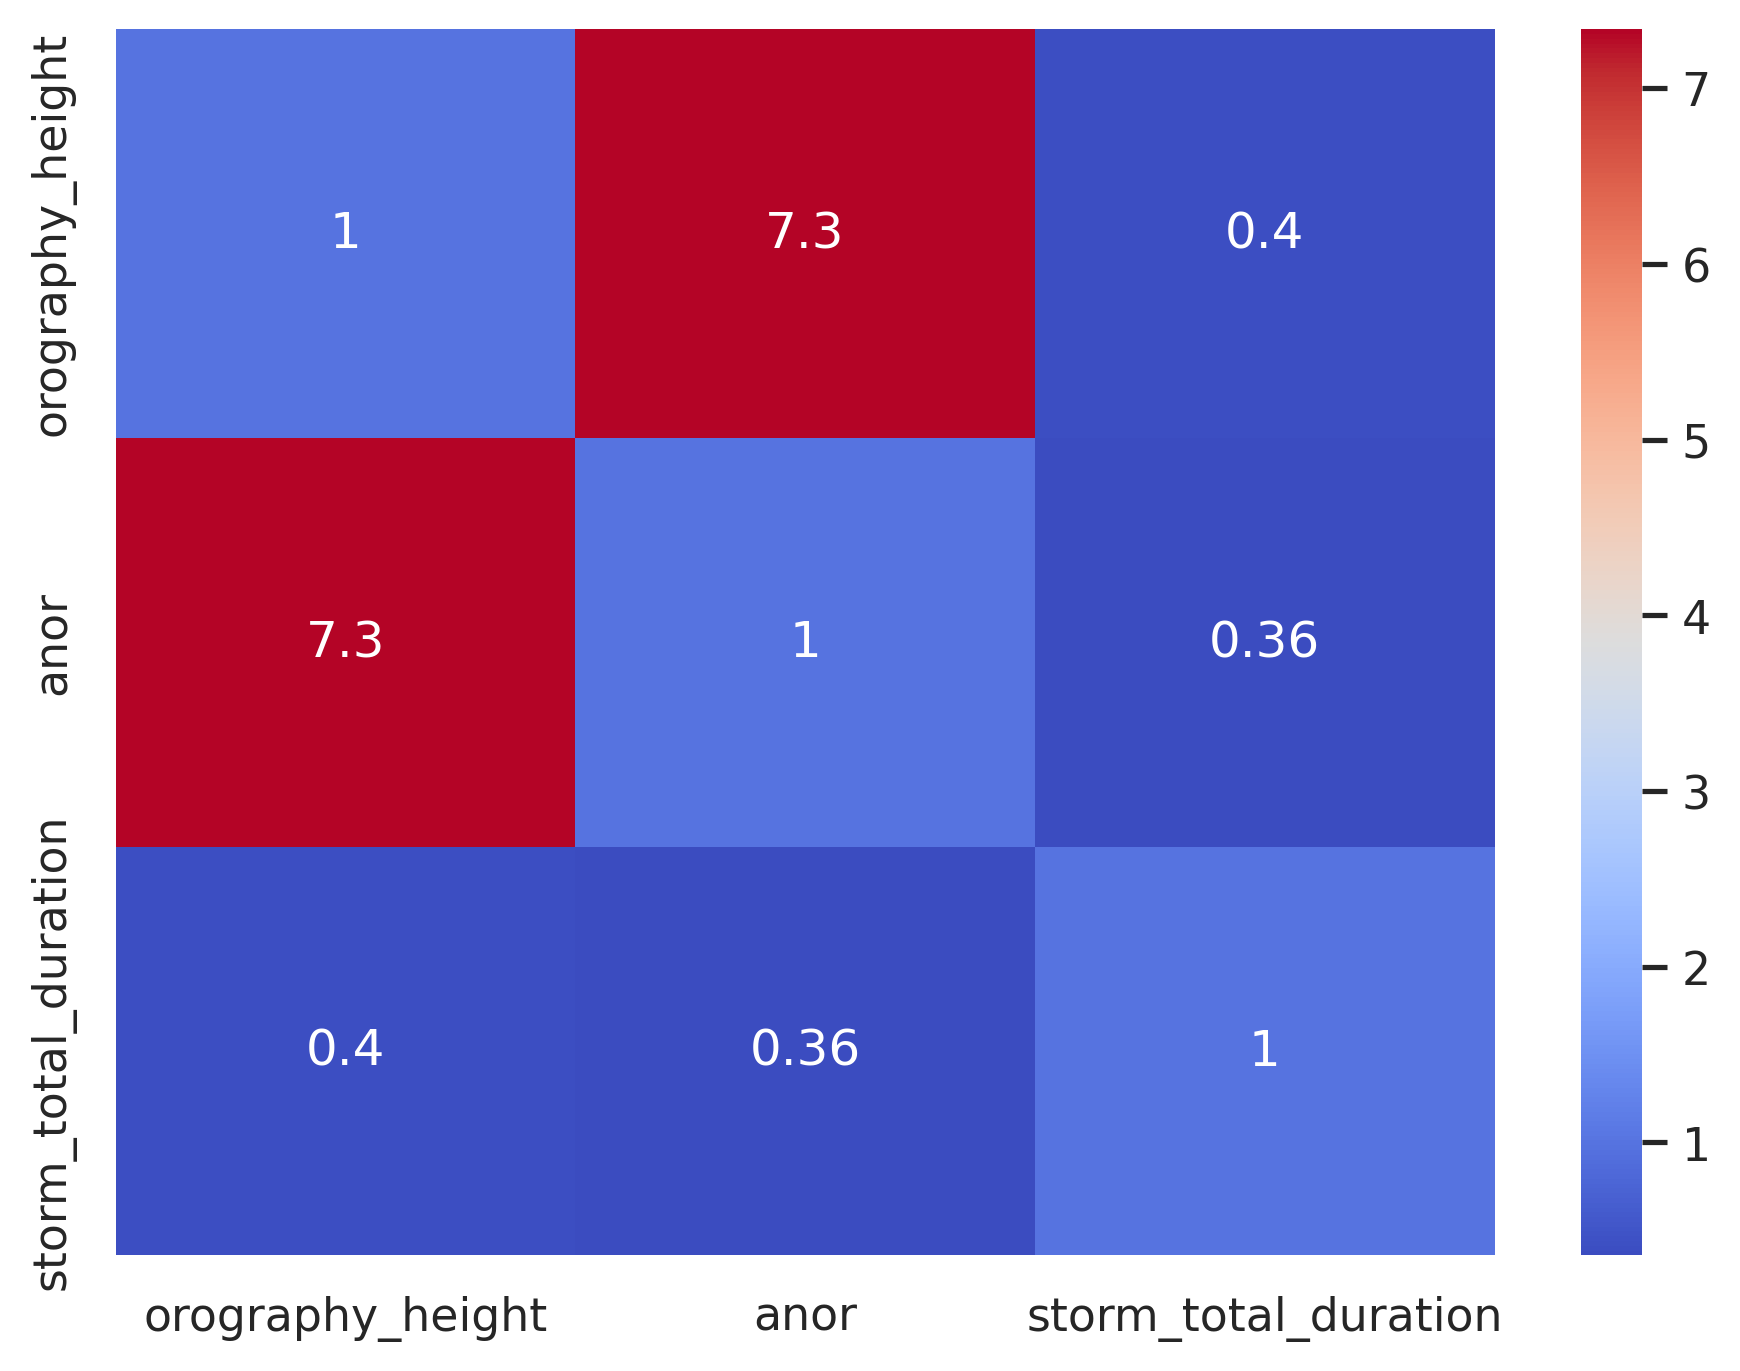 orography_height
anor
storm_total_duration
1 7.3 0.4
7.3 1 0.36
0.4 0.36 1
orography_height anor storm_total_duration
7
6
5
4
3
2
1